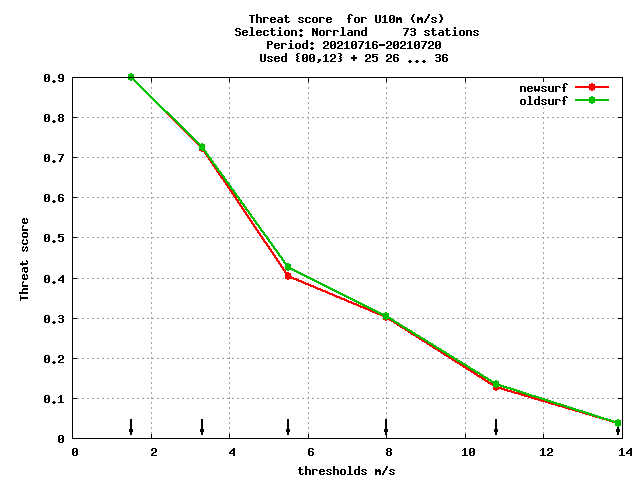 Threat score for U10m (m/s)
Selection: Norrland 73 stations
Period: 20210716-20210720
Used {00,12} + 25 26 ... 36
newsurf
oldsurf
0.9
0.8
0.7
0.6
0.5
0.4
0.3
0.2
0.1
0
Threat score
0 2 4 6 8 10 12 14
thresholds m/s